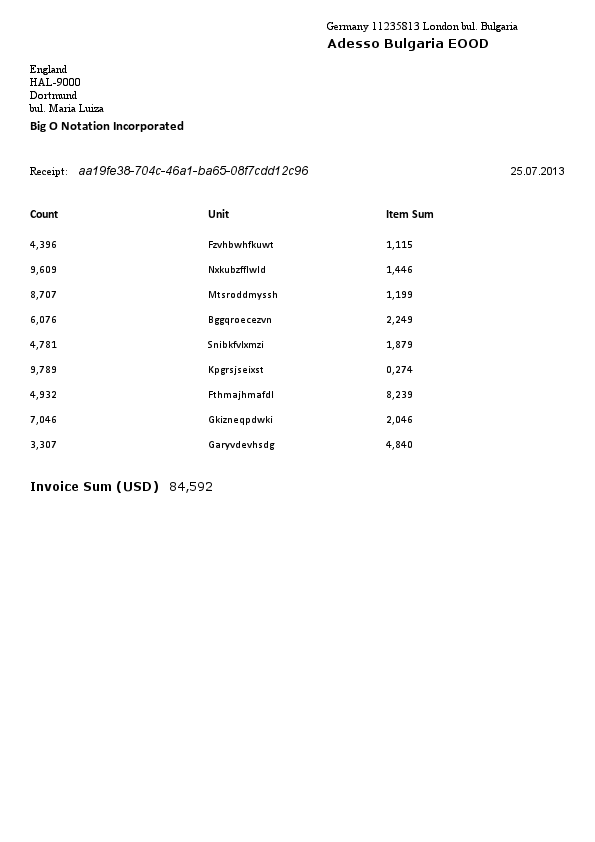 Germany 11235813 London bul. Bulgaria
Adesso Bulgaria EOOD
England
HAL-9000
Dortmund
bul. Maria Luiza
Big O Notation Incorporated
Receipt: aa19fe38-704c-46a1-ba65-08f7cdd12c96 25.07.2013
Count Unit Item Sum
4,396 Fzvhbwhfkuwt 1,115
9,609 Nxkubzfflwld 1,446
8,707 Mtsroddmyssh 1,199
6,076 Bggqroecezvn 2,249
4,781 Snibkfvlxmzi 1,879
9,789 Kpgrsjseixst 0,274
4,932 Fthmajhmafdl 8,239
7,046 Gkizneqpdwki 2,046
3,307 Garyvdevhsdg 4,840
Invoice Sum (USD) 84,592